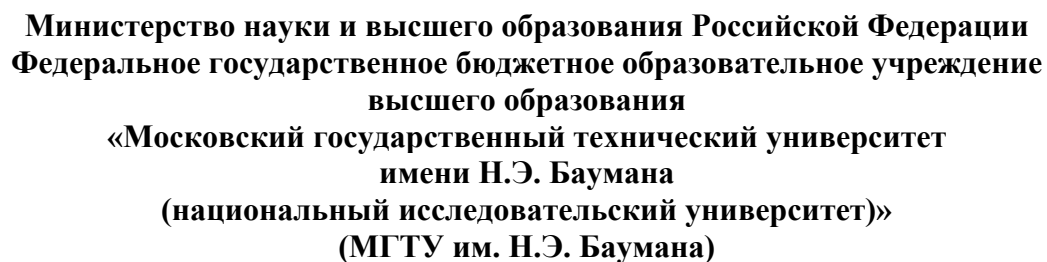 Министерство науки и высшего образования Российской Федерации
Федеральное государственное бюджетное образовательное учреждение
высшего образования
«Московский государственный технический университет
имени Н.Э. Баумана
(национальный исследовательский университет)»
(МГТУ им. Н.Э. Баумана)